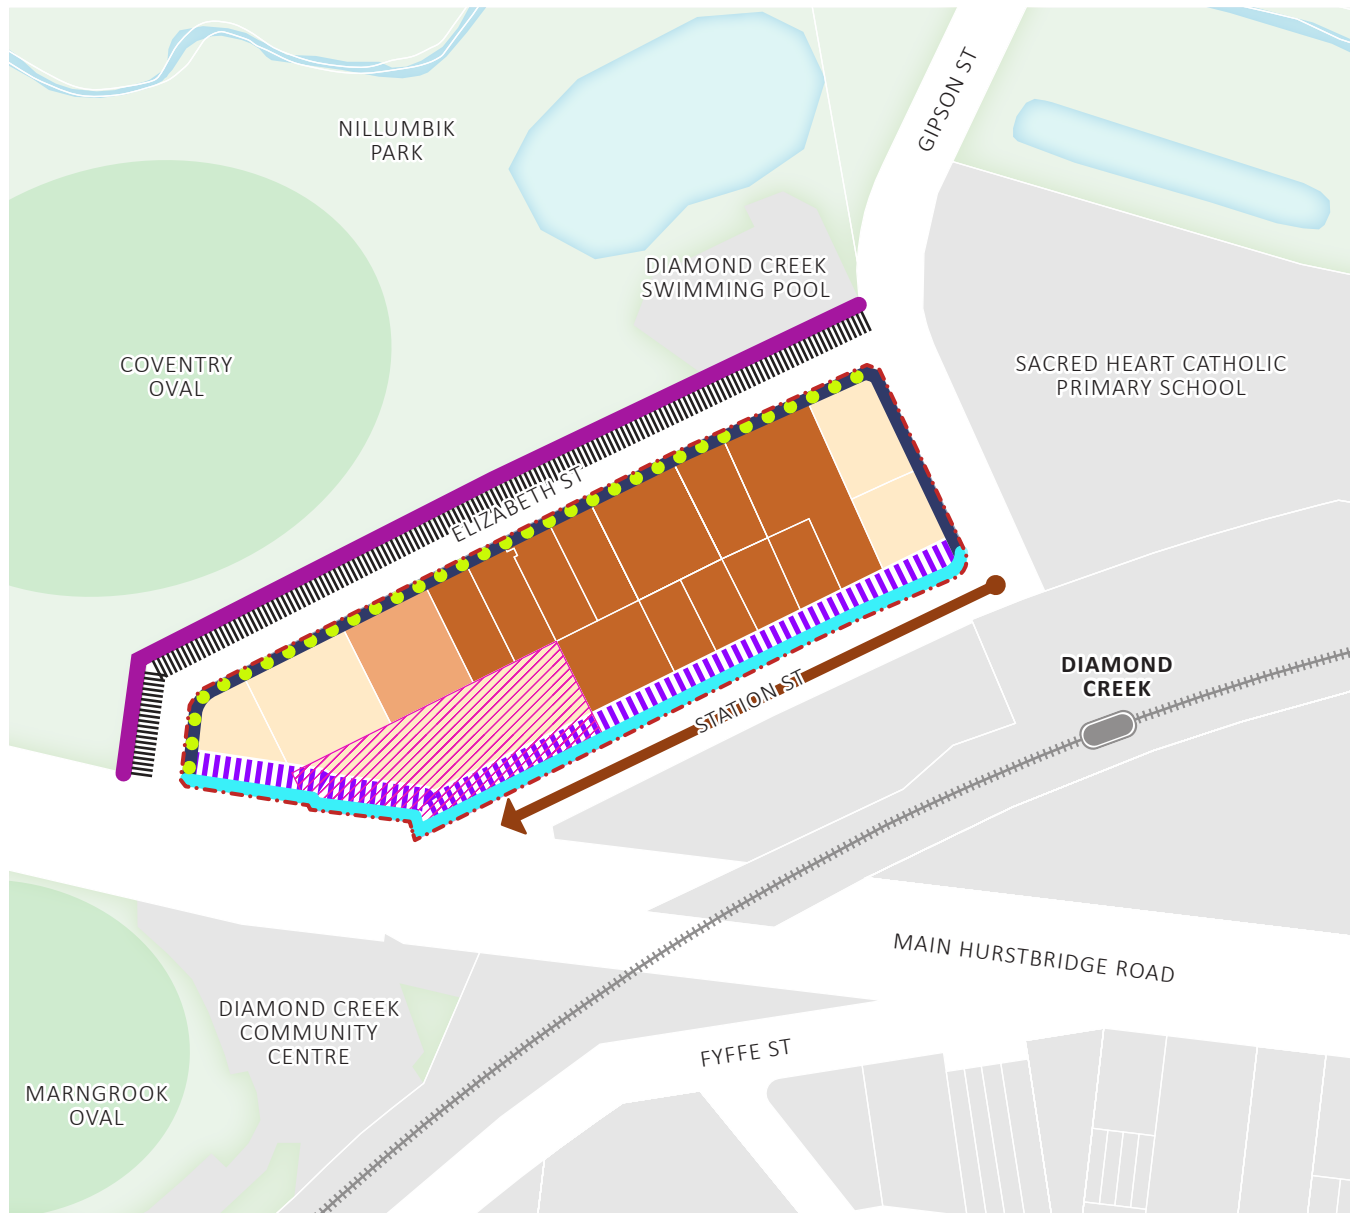 GIPSON ST
NILLUMBIK
PARK
DIAMOND CREEK
SWIMMING POOL
COVENTRY
OVAL
SACRED HEART CATHOLIC
PRIMARY SCHOOL
ELIZABETH ST
DIAMOND
CREEK
STATION ST
MAIN HURSTBRIDGE ROAD
DIAMOND CREEK
COMMUNITY
CENTRE
FYFFE ST
MARNGROOK
OVAL